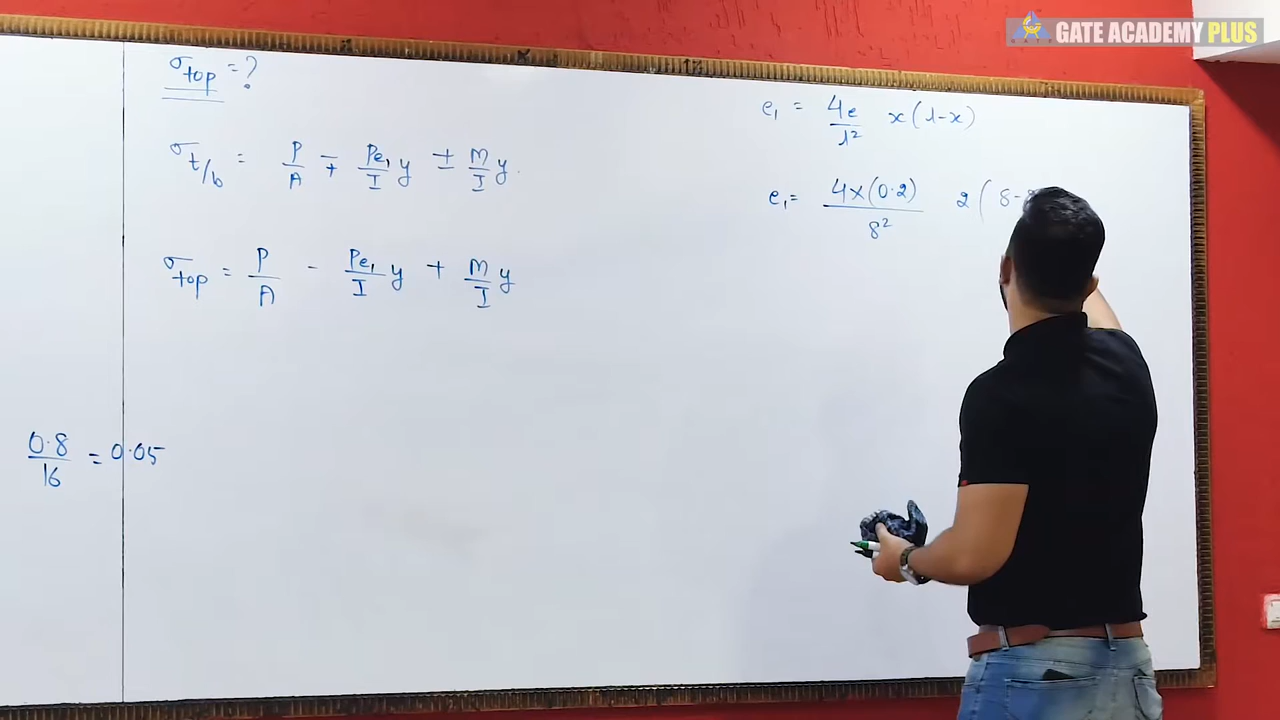 GATE ACADEMY PLUS
σtop = ?
σt/b = P/A ∓ Pe₁/I y ± M/I y.
σtop = P/A - Pe₁/I y + M/I y
0.8/16 = 0.05
e₁ = 4e/λ² x(λ-x)
e₁ = 4×(0.2)/8² 2(8-